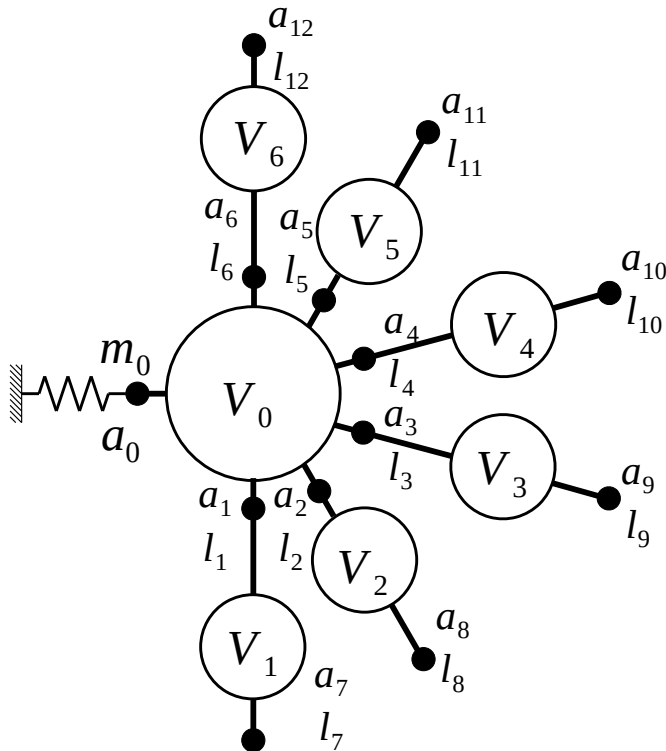 a₁₂
l₁₂
V₆
a₁₁
l₁₁
a₆
a₅
V₅
l₆
l₅
a₁₀
l₁₀
a₄
V₄
l₄
m₀
V₀
a₀
a₃
l₃
V₃
a₉
l₉
a₁
a₂
l₁
l₂
V₂
a₈
l₈
V₁
a₇
l₇